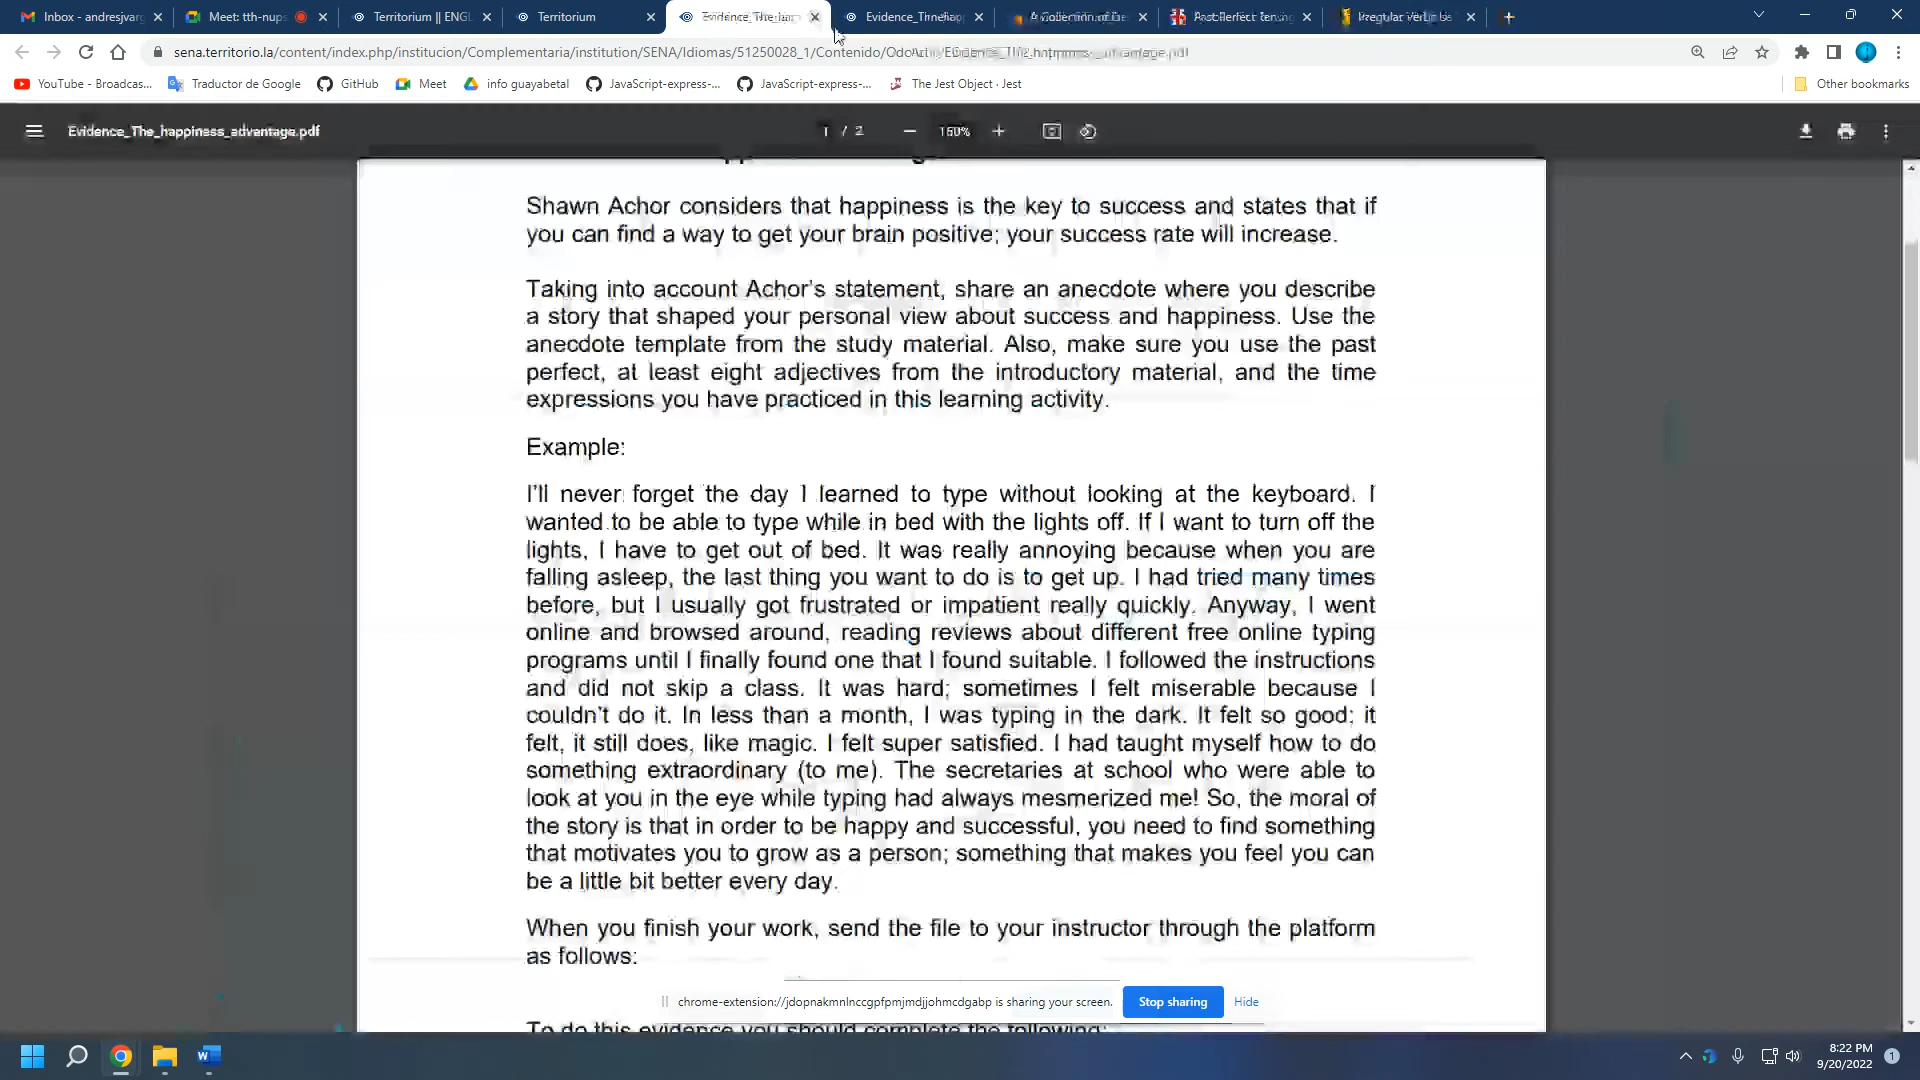 Inbox - andresjvarg
Meet: tth-nups
Territorium || ENGL
Territorium
Evidence_The_hap
Irregular Verb
sena.territorio.la/content/index.php/institucion/Complementaria/institution/SENA/Idiomas/51250028_1/Contenido/
YouTube - Broadcas...
Traductor de Google
GitHub
Meet
info guayabetal
JavaScript-express-...
JavaScript-express-...
The Jest Object · Jest
Other bookmarks
Evidence_The_happiness_advantage.pdf
1 / 2
Shawn Achor considers that happiness is the key to success and states that if
you can find a way to get your brain positive; your success rate will increase.
Taking into account Achor's statement, share an anecdote where you describe
a story that shaped your personal view about success and happiness. Use the
anecdote template from the study material. Also, make sure you use the past
perfect, at least eight adjectives from the introductory material, and the time
expressions you have practiced in this learning activity.
Example:
I'll never forget the day I learned to type without looking at the keyboard. I
wanted to be able to type while in bed with the lights off. If I want to turn off the
lights, I have to get out of bed. It was really annoying because when you are
falling asleep, the last thing you want to do is to get up. I had tried many times
before, but I usually got frustrated or impatient really quickly. Anyway, I went
online and browsed around, reading reviews about different free online typing
programs until I finally found one that I found suitable. I followed the instructions
and did not skip a class. It was hard; sometimes I felt miserable because I
couldn't do it. In less than a month, I was typing in the dark. It felt so good; it
felt, it still does, like magic. I felt super satisfied. I had taught myself how to do
something extraordinary (to me). The secretaries at school who were able to
look at you in the eye while typing had always mesmerized me! So, the moral of
the story is that in order to be happy and successful, you need to find something
that motivates you to grow as a person; something that makes you feel you can
be a little bit better every day.
When you finish your work, send the file to your instructor through the platform
as follows:
chrome-extension://jdopnakmnlnccgpfpmjmdjjohmcdgabp is sharing your screen.
Stop sharing
Hide
To do this evidence you should complete the following:
8:22 PM
9/20/2022
1